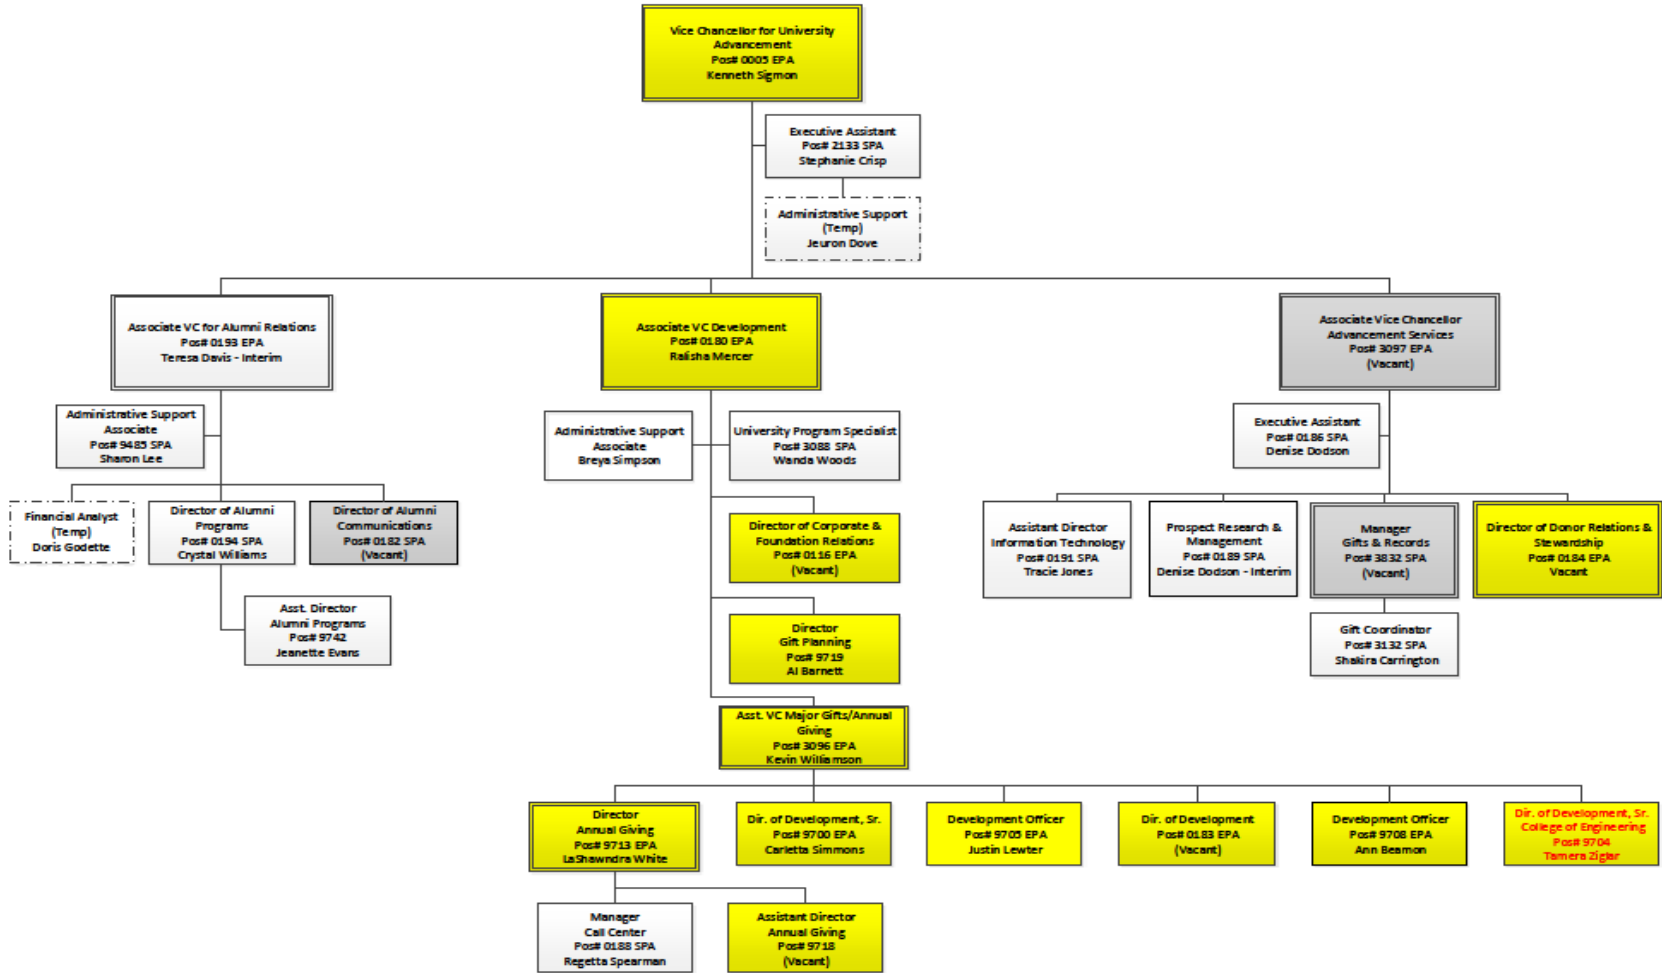 Vice Chancellor for University
Advancement
Pos# 0005 EPA
Kenneth Sigmon
Executive Assistant
Pos# 2133 SPA
Stephanie Crisp
Administrative Support
(Temp)
Jeuron Dove
Associate VC for Alumni Relations
Pos# 0193 EPA
Teresa Davis - Interim
Associate VC Development
Pos# 0180 EPA
Ralisha Mercer
Associate Vice Chancellor
Advancement Services
Pos# 3097 EPA
(Vacant)
Administrative Support
Associate
Pos# 9485 SPA
Sharon Lee
Administrative Support
Associate
Breya Simpson
University Program Specialist
Pos# 3088 SPA
Wanda Woods
Executive Assistant
Pos# 0186 SPA
Denise Dodson
Financial Analyst
(Temp)
Doris Godette
Director of Alumni
Programs
Pos# 0194 SPA
Crystal Williams
Director of Alumni
Communications
Pos# 0182 SPA
(Vacant)
Director of Corporate &
Foundation Relations
Pos# 0116 EPA
(Vacant)
Assistant Director
Information Technology
Pos# 0191 SPA
Tracie Jones
Prospect Research &
Management
Pos# 0189 SPA
Denise Dodson - Interim
Manager
Gifts & Records
Pos# 3832 SPA
(Vacant)
Director of Donor Relations &
Stewardship
Pos# 0184 EPA
Vacant
Asst. Director
Alumni Programs
Pos# 9742
Jeanette Evans
Director
Gift Planning
Pos# 9719
Al Barnett
Gift Coordinator
Pos# 3132 SPA
Shakira Carrington
Asst. VC Major Gifts/Annual
Giving
Pos# 3096 EPA
Kevin Williamson
Director
Annual Giving
Pos# 9713 EPA
LaShawndra White
Dir. of Development, Sr.
Pos# 9700 EPA
Carletta Simmons
Development Officer
Pos# 9705 EPA
Justin Lewter
Dir. of Development
Pos# 0183 EPA
(Vacant)
Development Officer
Pos# 9708 EPA
Ann Beamon
Dir. of Development, Sr.
College of Engineering
Pos# 9704
Tamera Ziglar
Manager
Call Center
Pos# 0188 SPA
Regetta Spearman
Assistant Director
Annual Giving
Pos# 9718
(Vacant)